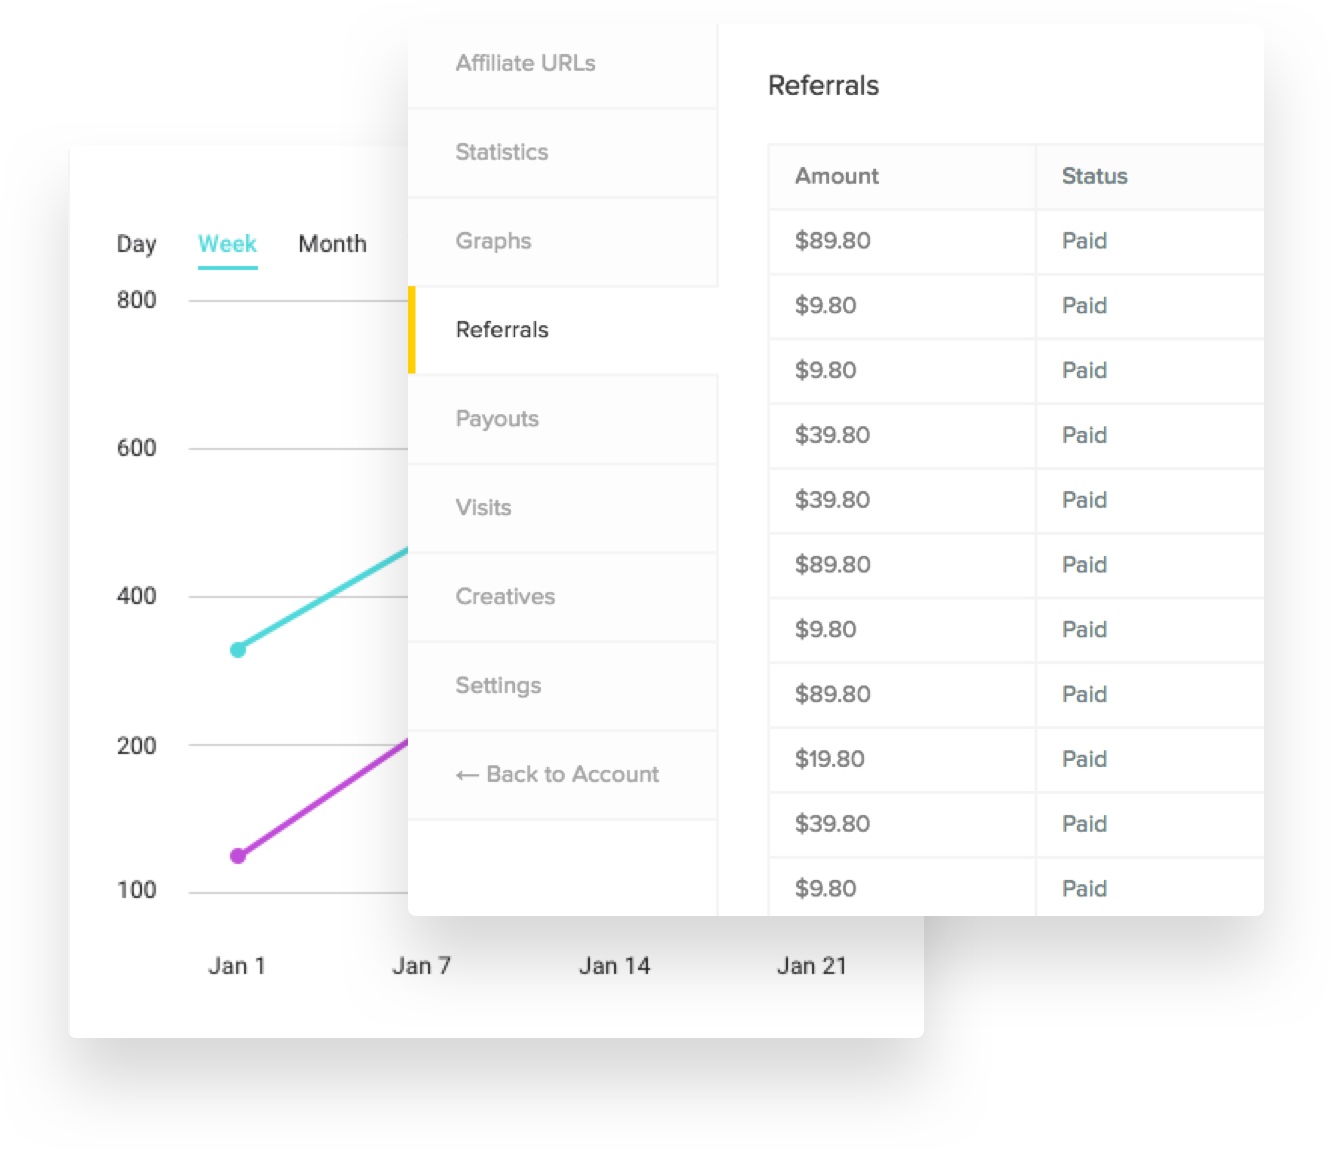 Affiliate URLs
Statistics
Graphs
Referrals
Payouts
Visits
Creatives
Settings
← Back to Account
Referrals
Amount Status
$89.80 Paid
$9.80 Paid
$9.80 Paid
$39.80 Paid
$39.80 Paid
$89.80 Paid
$9.80 Paid
$89.80 Paid
$19.80 Paid
$39.80 Paid
$9.80 Paid
Day Week Month
800
600
400
200
100
Jan 1 Jan 7 Jan 14 Jan 21